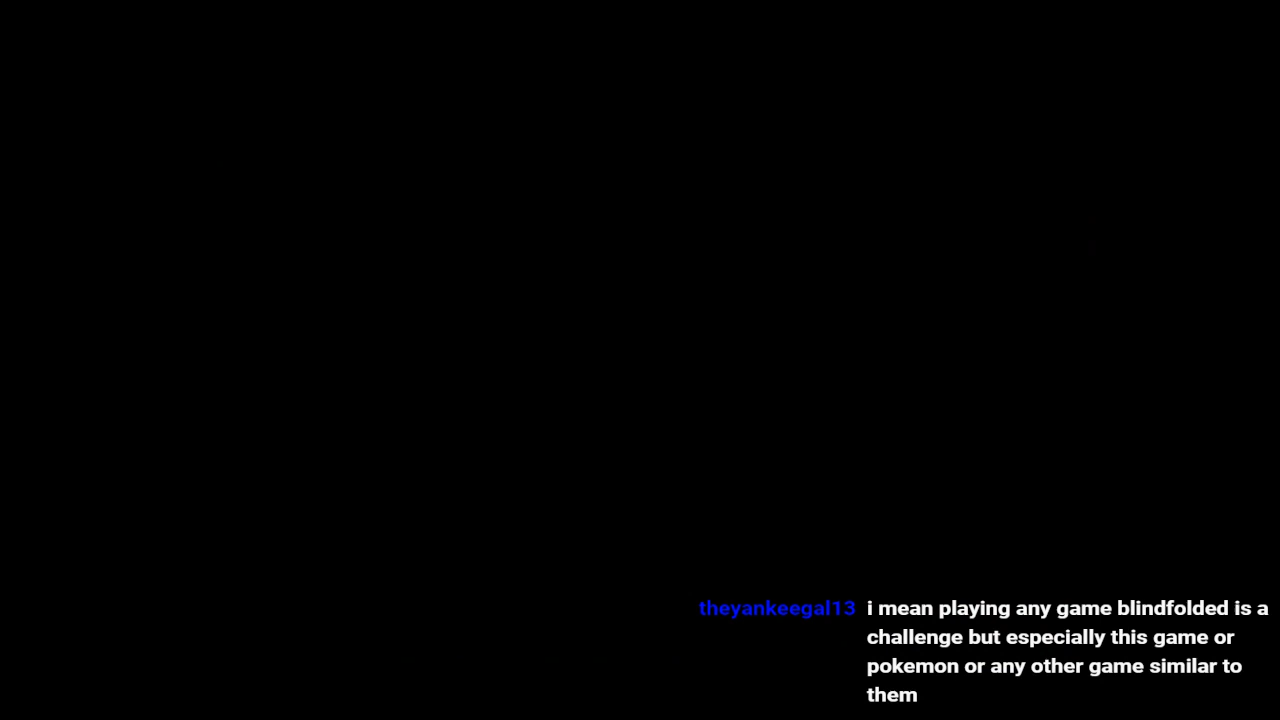 theyankeegal13 i mean playing any game blindfolded is a
challenge but especially this game or
pokemon or any other game similar to
them